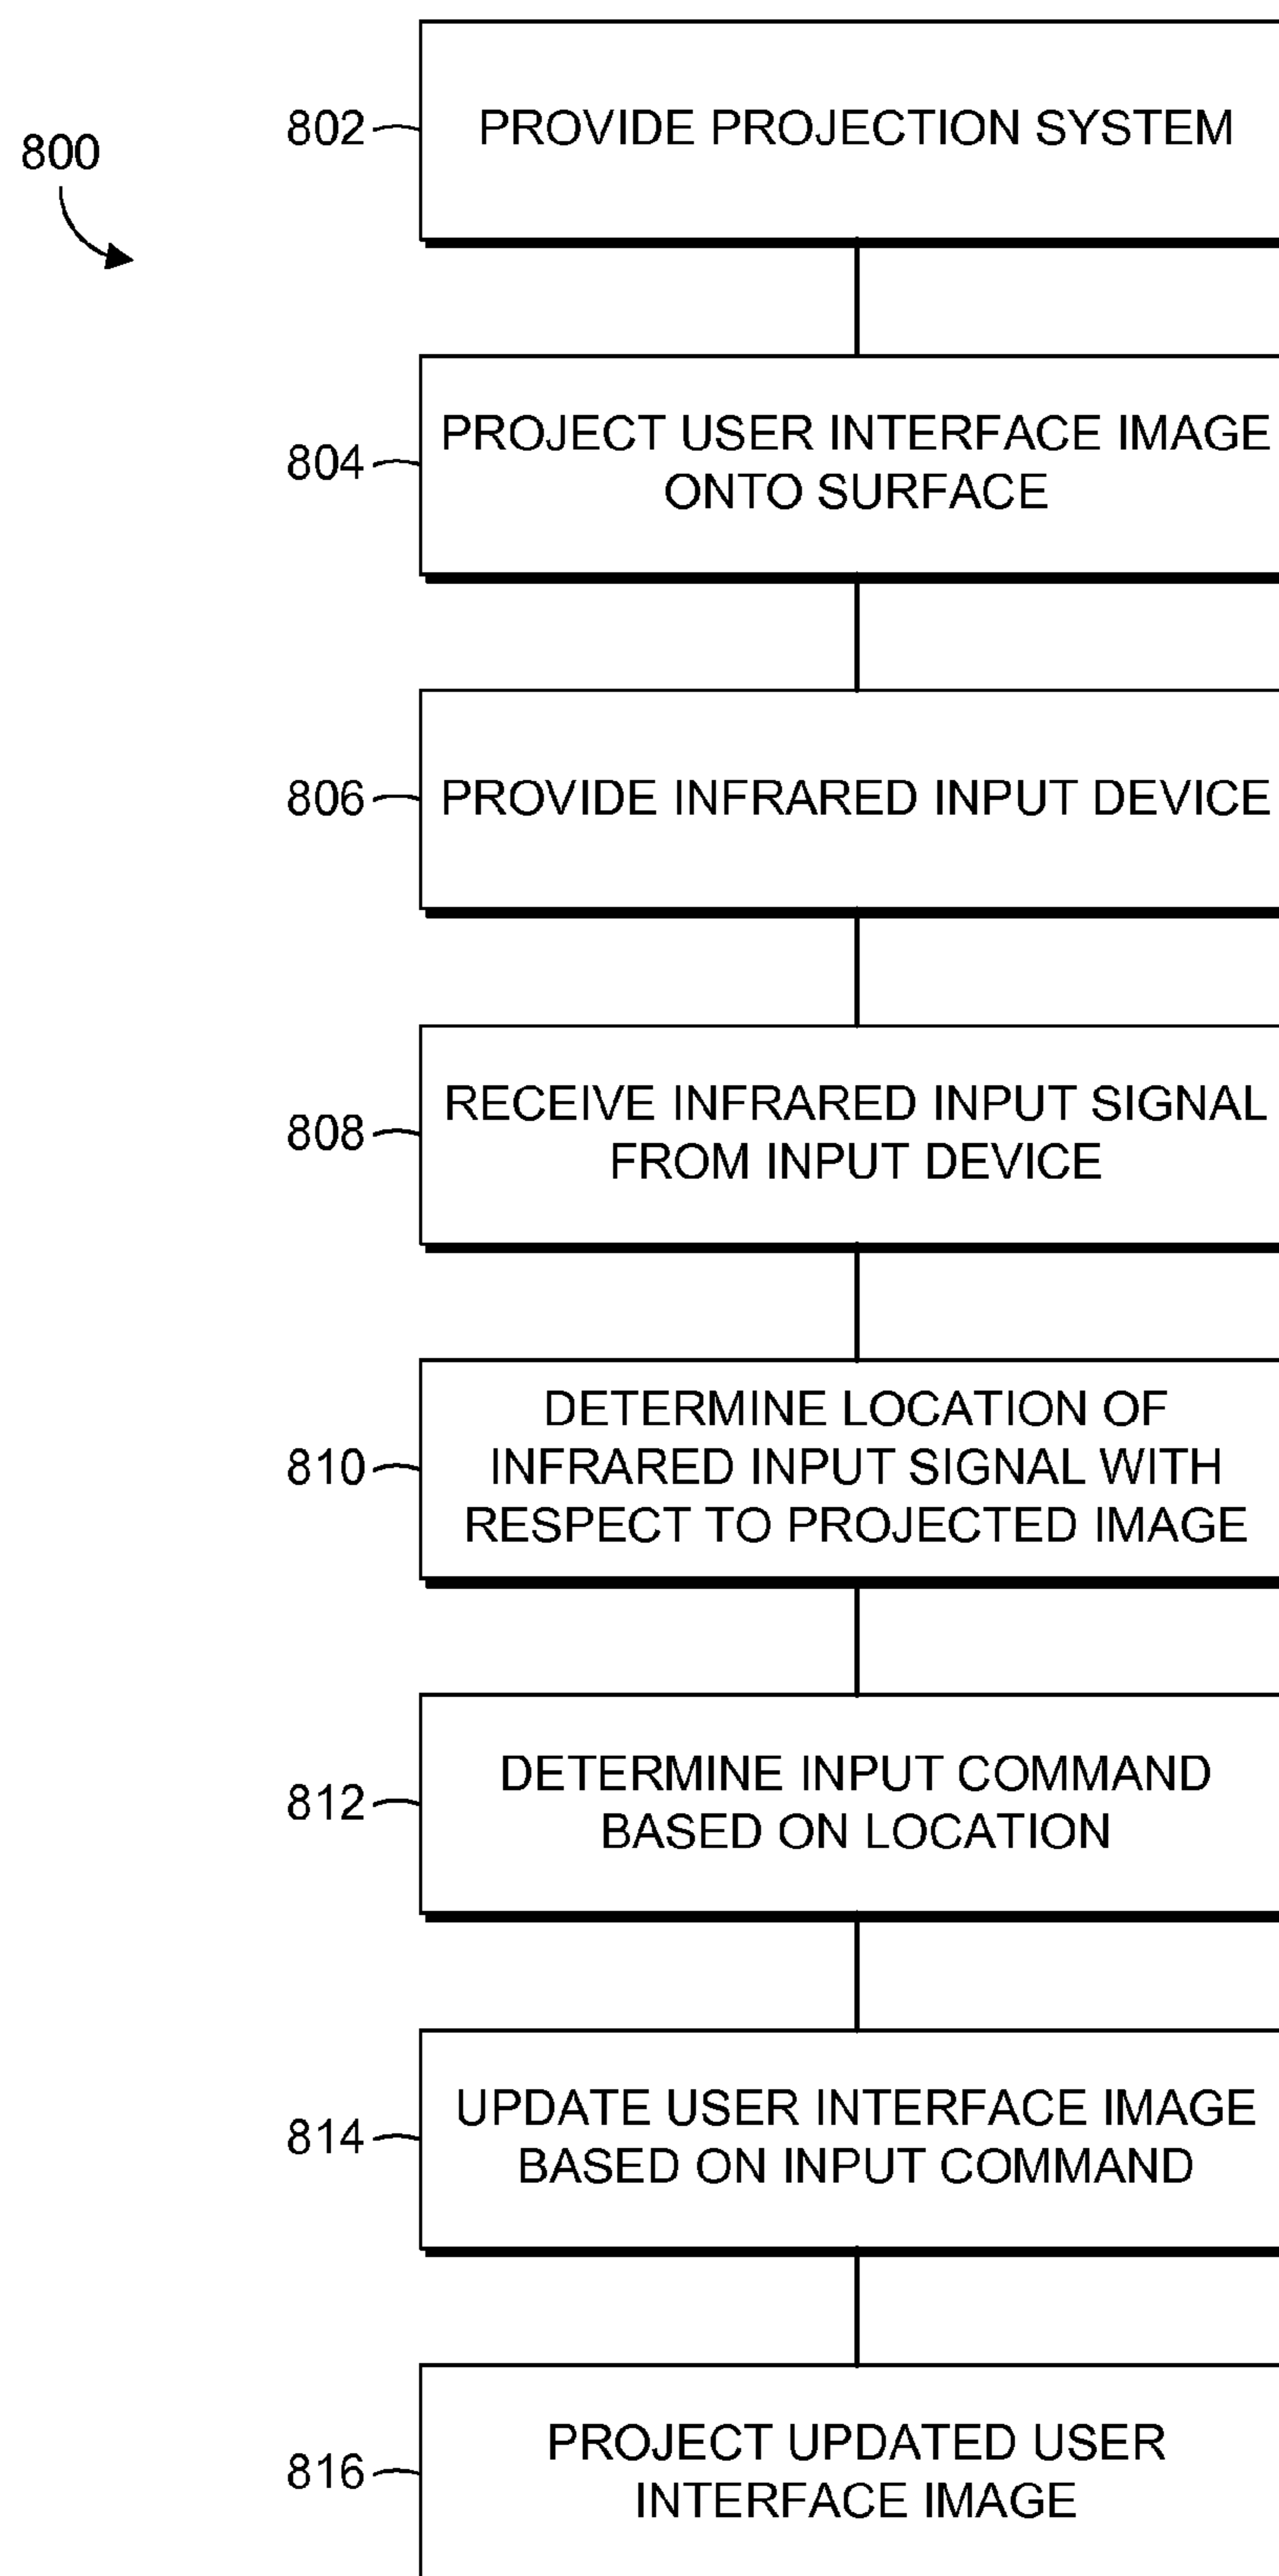 800
802
PROVIDE PROJECTION SYSTEM
804
PROJECT USER INTERFACE IMAGE
ONTO SURFACE
806
PROVIDE INFRARED INPUT DEVICE
808
RECEIVE INFRARED INPUT SIGNAL
FROM INPUT DEVICE
810
DETERMINE LOCATION OF
INFRARED INPUT SIGNAL WITH
RESPECT TO PROJECTED IMAGE
812
DETERMINE INPUT COMMAND
BASED ON LOCATION
814
UPDATE USER INTERFACE IMAGE
BASED ON INPUT COMMAND
816
PROJECT UPDATED USER
INTERFACE IMAGE